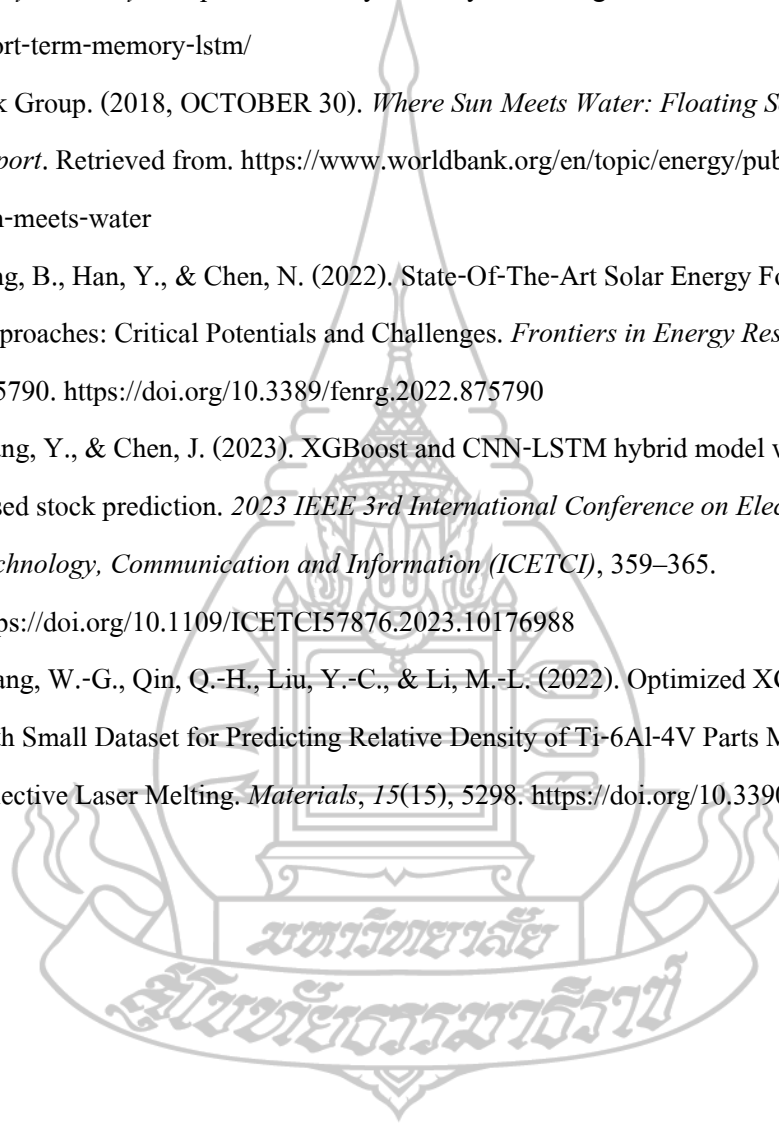 ort-term-memory-lstm/
k Group. (2018, OCTOBER 30). Where Sun Meets Water: Floating S
port. Retrieved from. https://www.worldbank.org/en/topic/energy/pub
-meets-water
ng, B., Han, Y., & Chen, N. (2022). State-Of-The-Art Solar Energy Fo
proaches: Critical Potentials and Challenges. Frontiers in Energy Res
5790. https://doi.org/10.3389/fenrg.2022.875790
ng, Y., & Chen, J. (2023). XGBoost and CNN-LSTM hybrid model
sed stock prediction. 2023 IEEE 3rd International Conference on Elec
chnology, Communication and Information (ICETCI), 359–365.
ps://doi.org/10.1109/ICETCI57876.2023.10176988
ang, W.-G., Qin, Q.-H., Liu, Y.-C., & Li, M.-L. (2022). Optimized XG
th Small Dataset for Predicting Relative Density of Ti-6Al-4V Parts M
lective Laser Melting. Materials, 15(15), 5298. https://doi.org/10.3390
มหาวิทยาลัย
สุโขทัยธรรมาธิราช